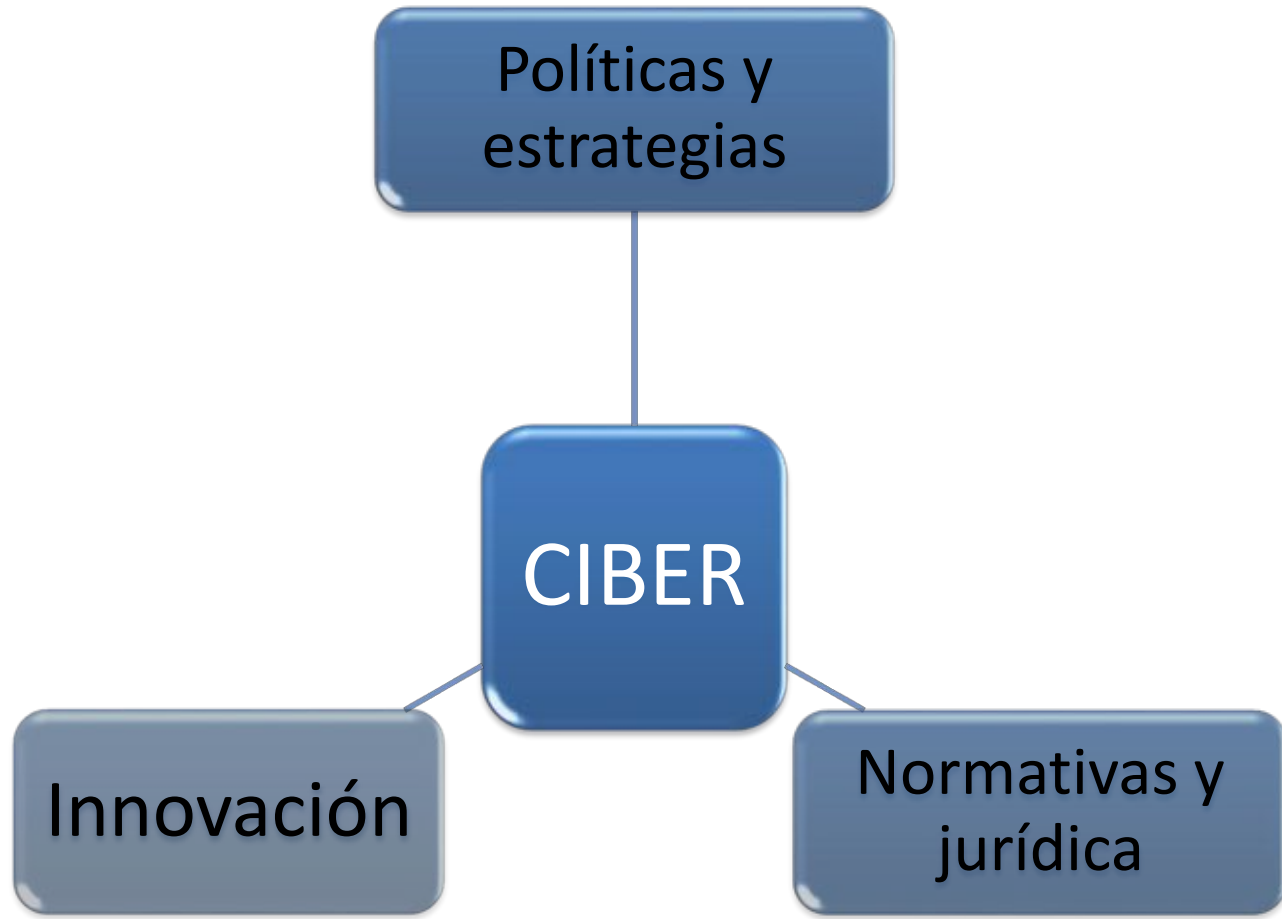 Políticas y
estrategias
CIBER
Innovación
Normativas y
jurídica